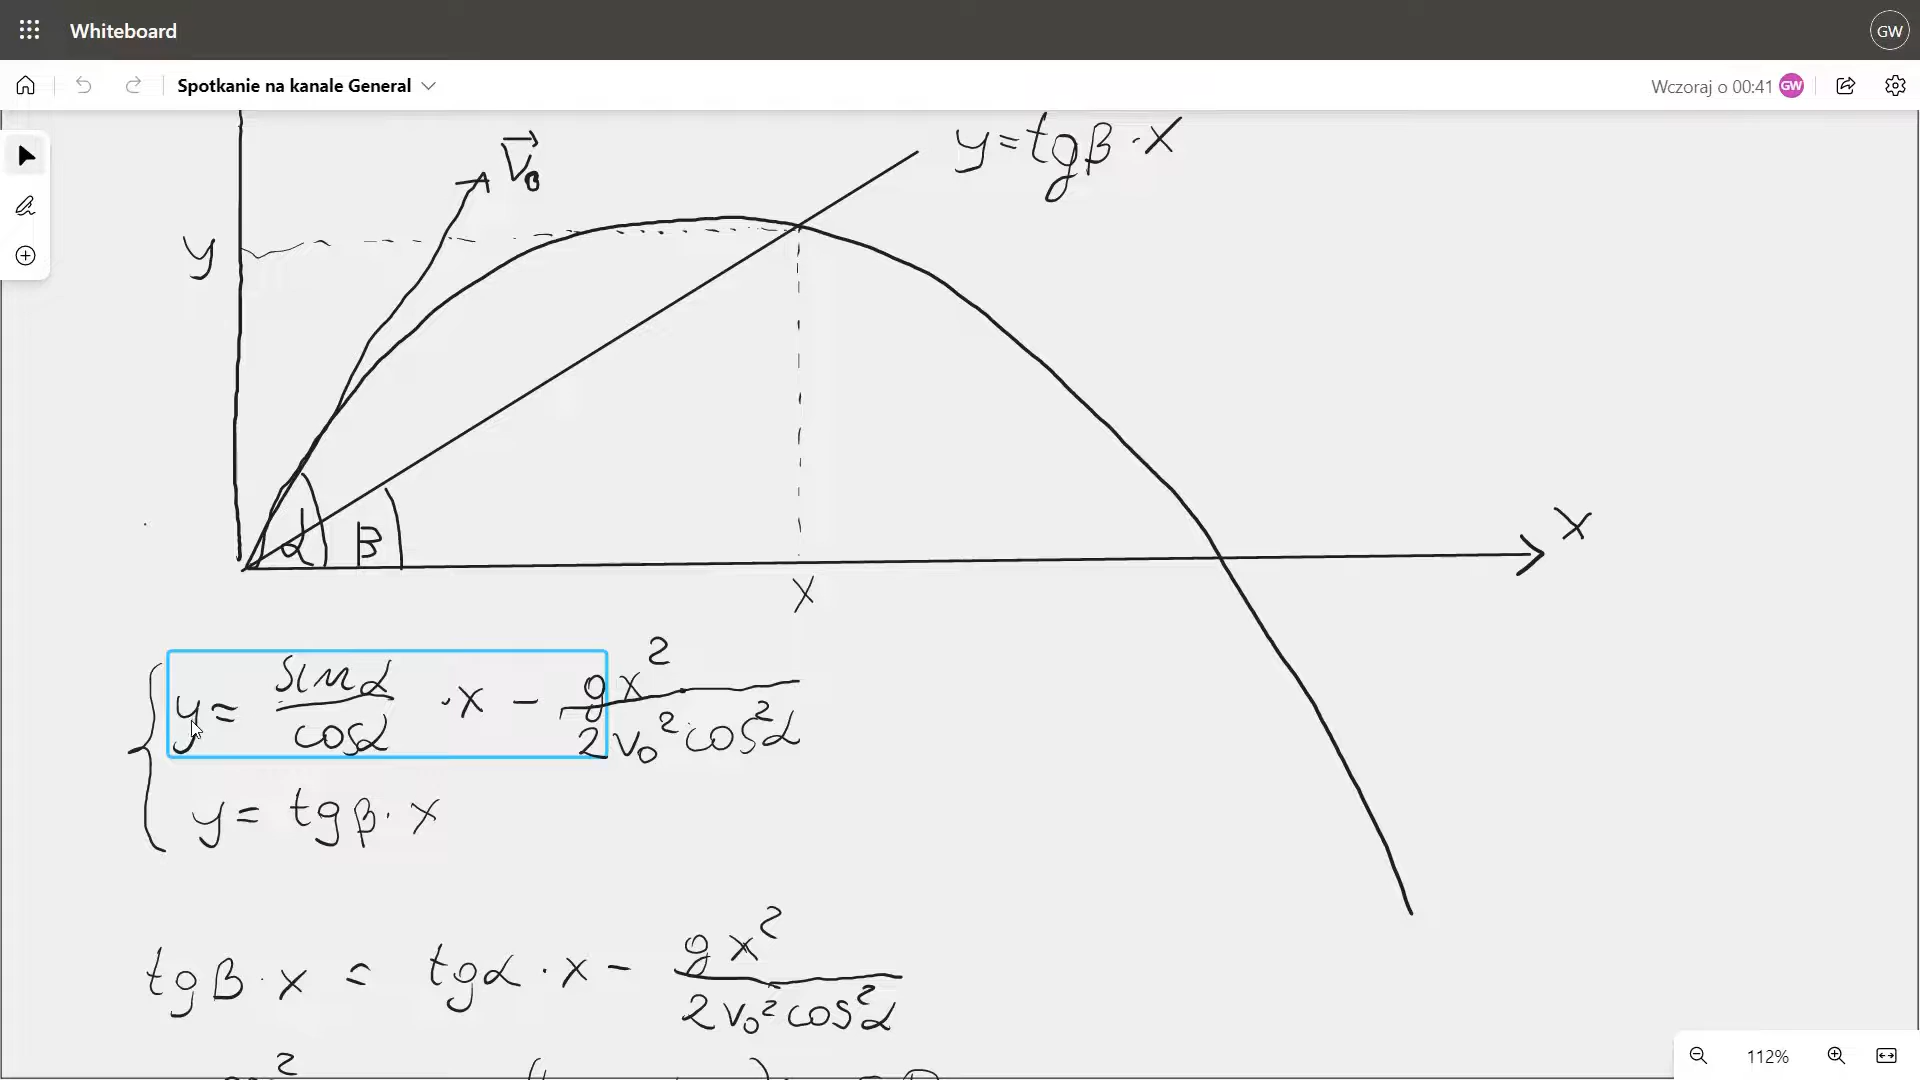 Whiteboard
GW
Spotkanie na kanale General
Wczoraj o 00:41 GW
V₀
y = tgβ · x
y
α β
x
x
y = sinα/cosα · x - gx²/2v₀²cos²α
y = tgβ · x
tgβ · x = tgα · x - gx²/2v₀²cos²α
112%